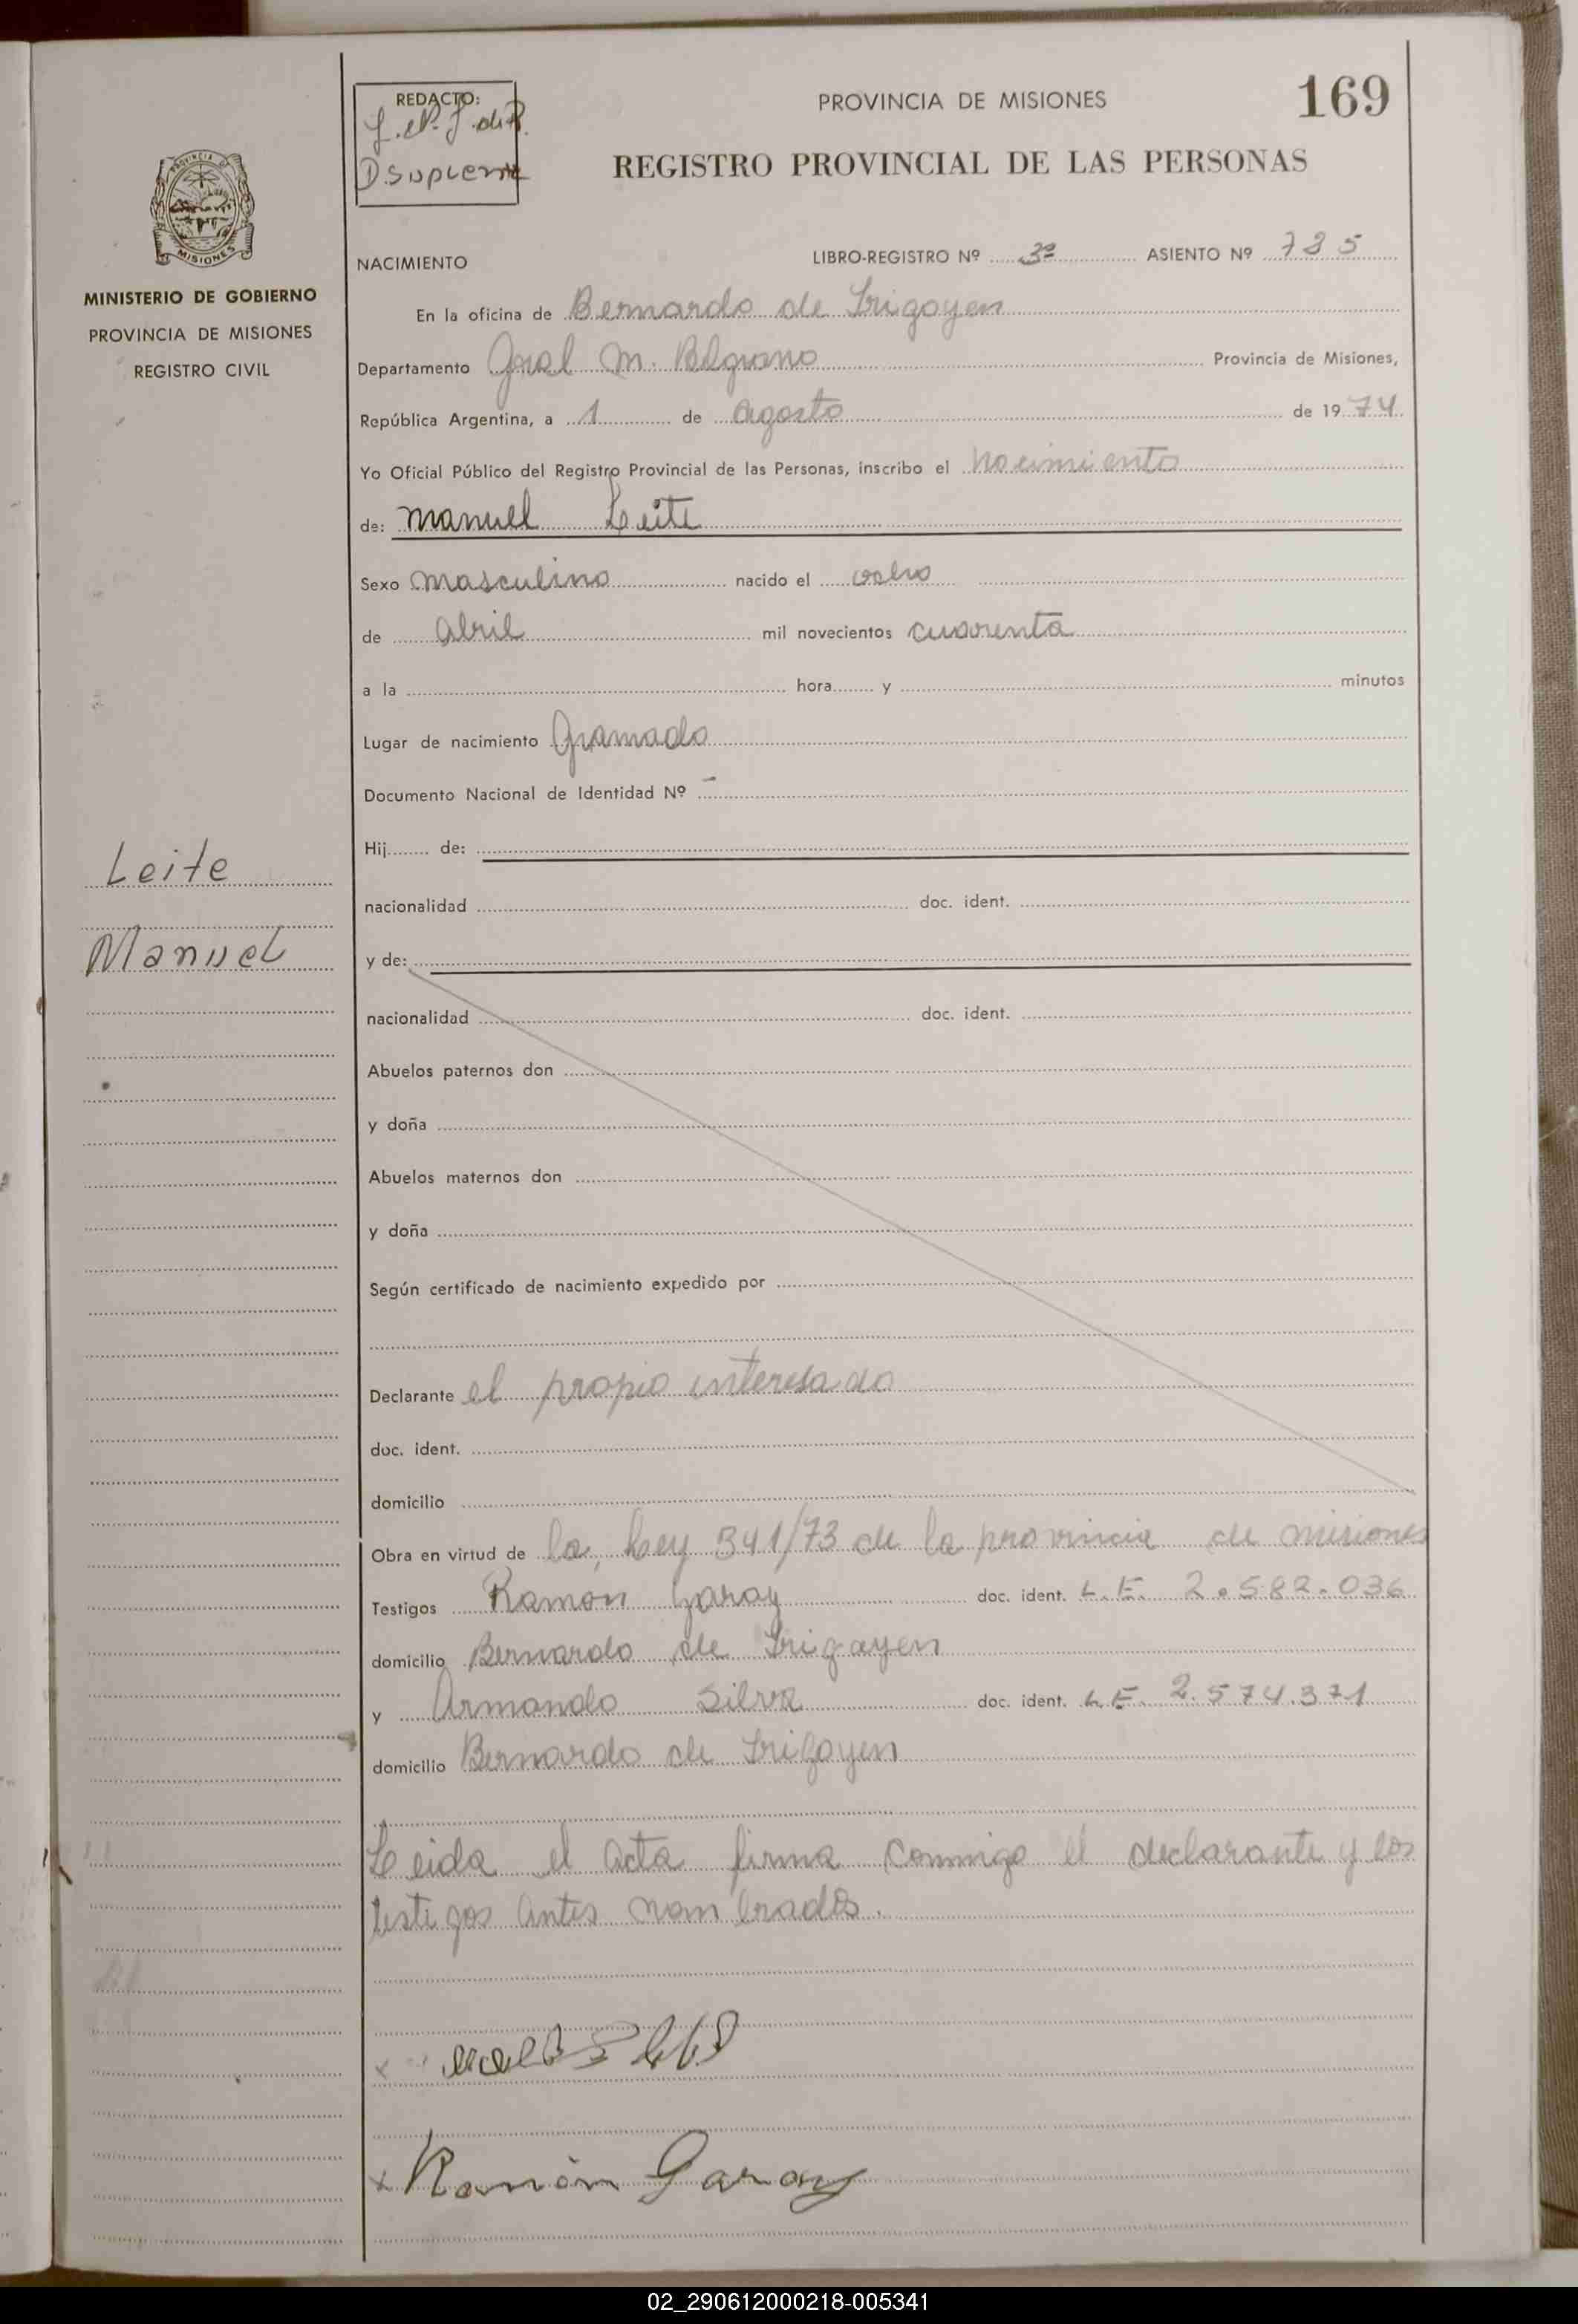 169
REDACTO:
D. Supiema
PROVINCIA DE MISIONES
REGISTRO PROVINCIAL DE LAS PERSONAS
PROVINCIA DE
MISIONES
MINISTERIO DE GOBIERNO
PROVINCIA DE MISIONES
REGISTRO CIVIL
Leite
Manuel
NACIMIENTO LIBRO-REGISTRO Nº 3º ASIENTO Nº 735
En la oficina de Bernardo de Irigoyen
Departamento Gral M. Belgrano Provincia de Misiones,
República Argentina, a 1 de Agosto de 1974
Yo Oficial Público del Registro Provincial de las Personas, inscribo el nacimiento
de: Manuel Leite
Sexo masculino nacido el ocho
de Abril mil novecientos cuarenta
a la hora y minutos
Lugar de nacimiento Gramado
Documento Nacional de Identidad Nº -
Hij de:
nacionalidad doc. ident.
y de:
nacionalidad doc. ident.
Abuelos paternos don
y doña
Abuelos maternos don
y doña
Según certificado de nacimiento expedido por
Declarante el propio interesado
doc. ident.
domicilio
Obra en virtud de la, Ley 341/73 de la provincia de misiones
Testigos Ramón Garay doc. ident. L.E. 2.582.036
domicilio Bernardo de Irigoyen
y Armando Silva doc. ident. L.E. 2.574.371
domicilio Bernardo de Irigoyen
Leida el acta firma conmigo el declarante y los
testigos antes nombrados.
x Ramón Garay
02_290612000218-005341